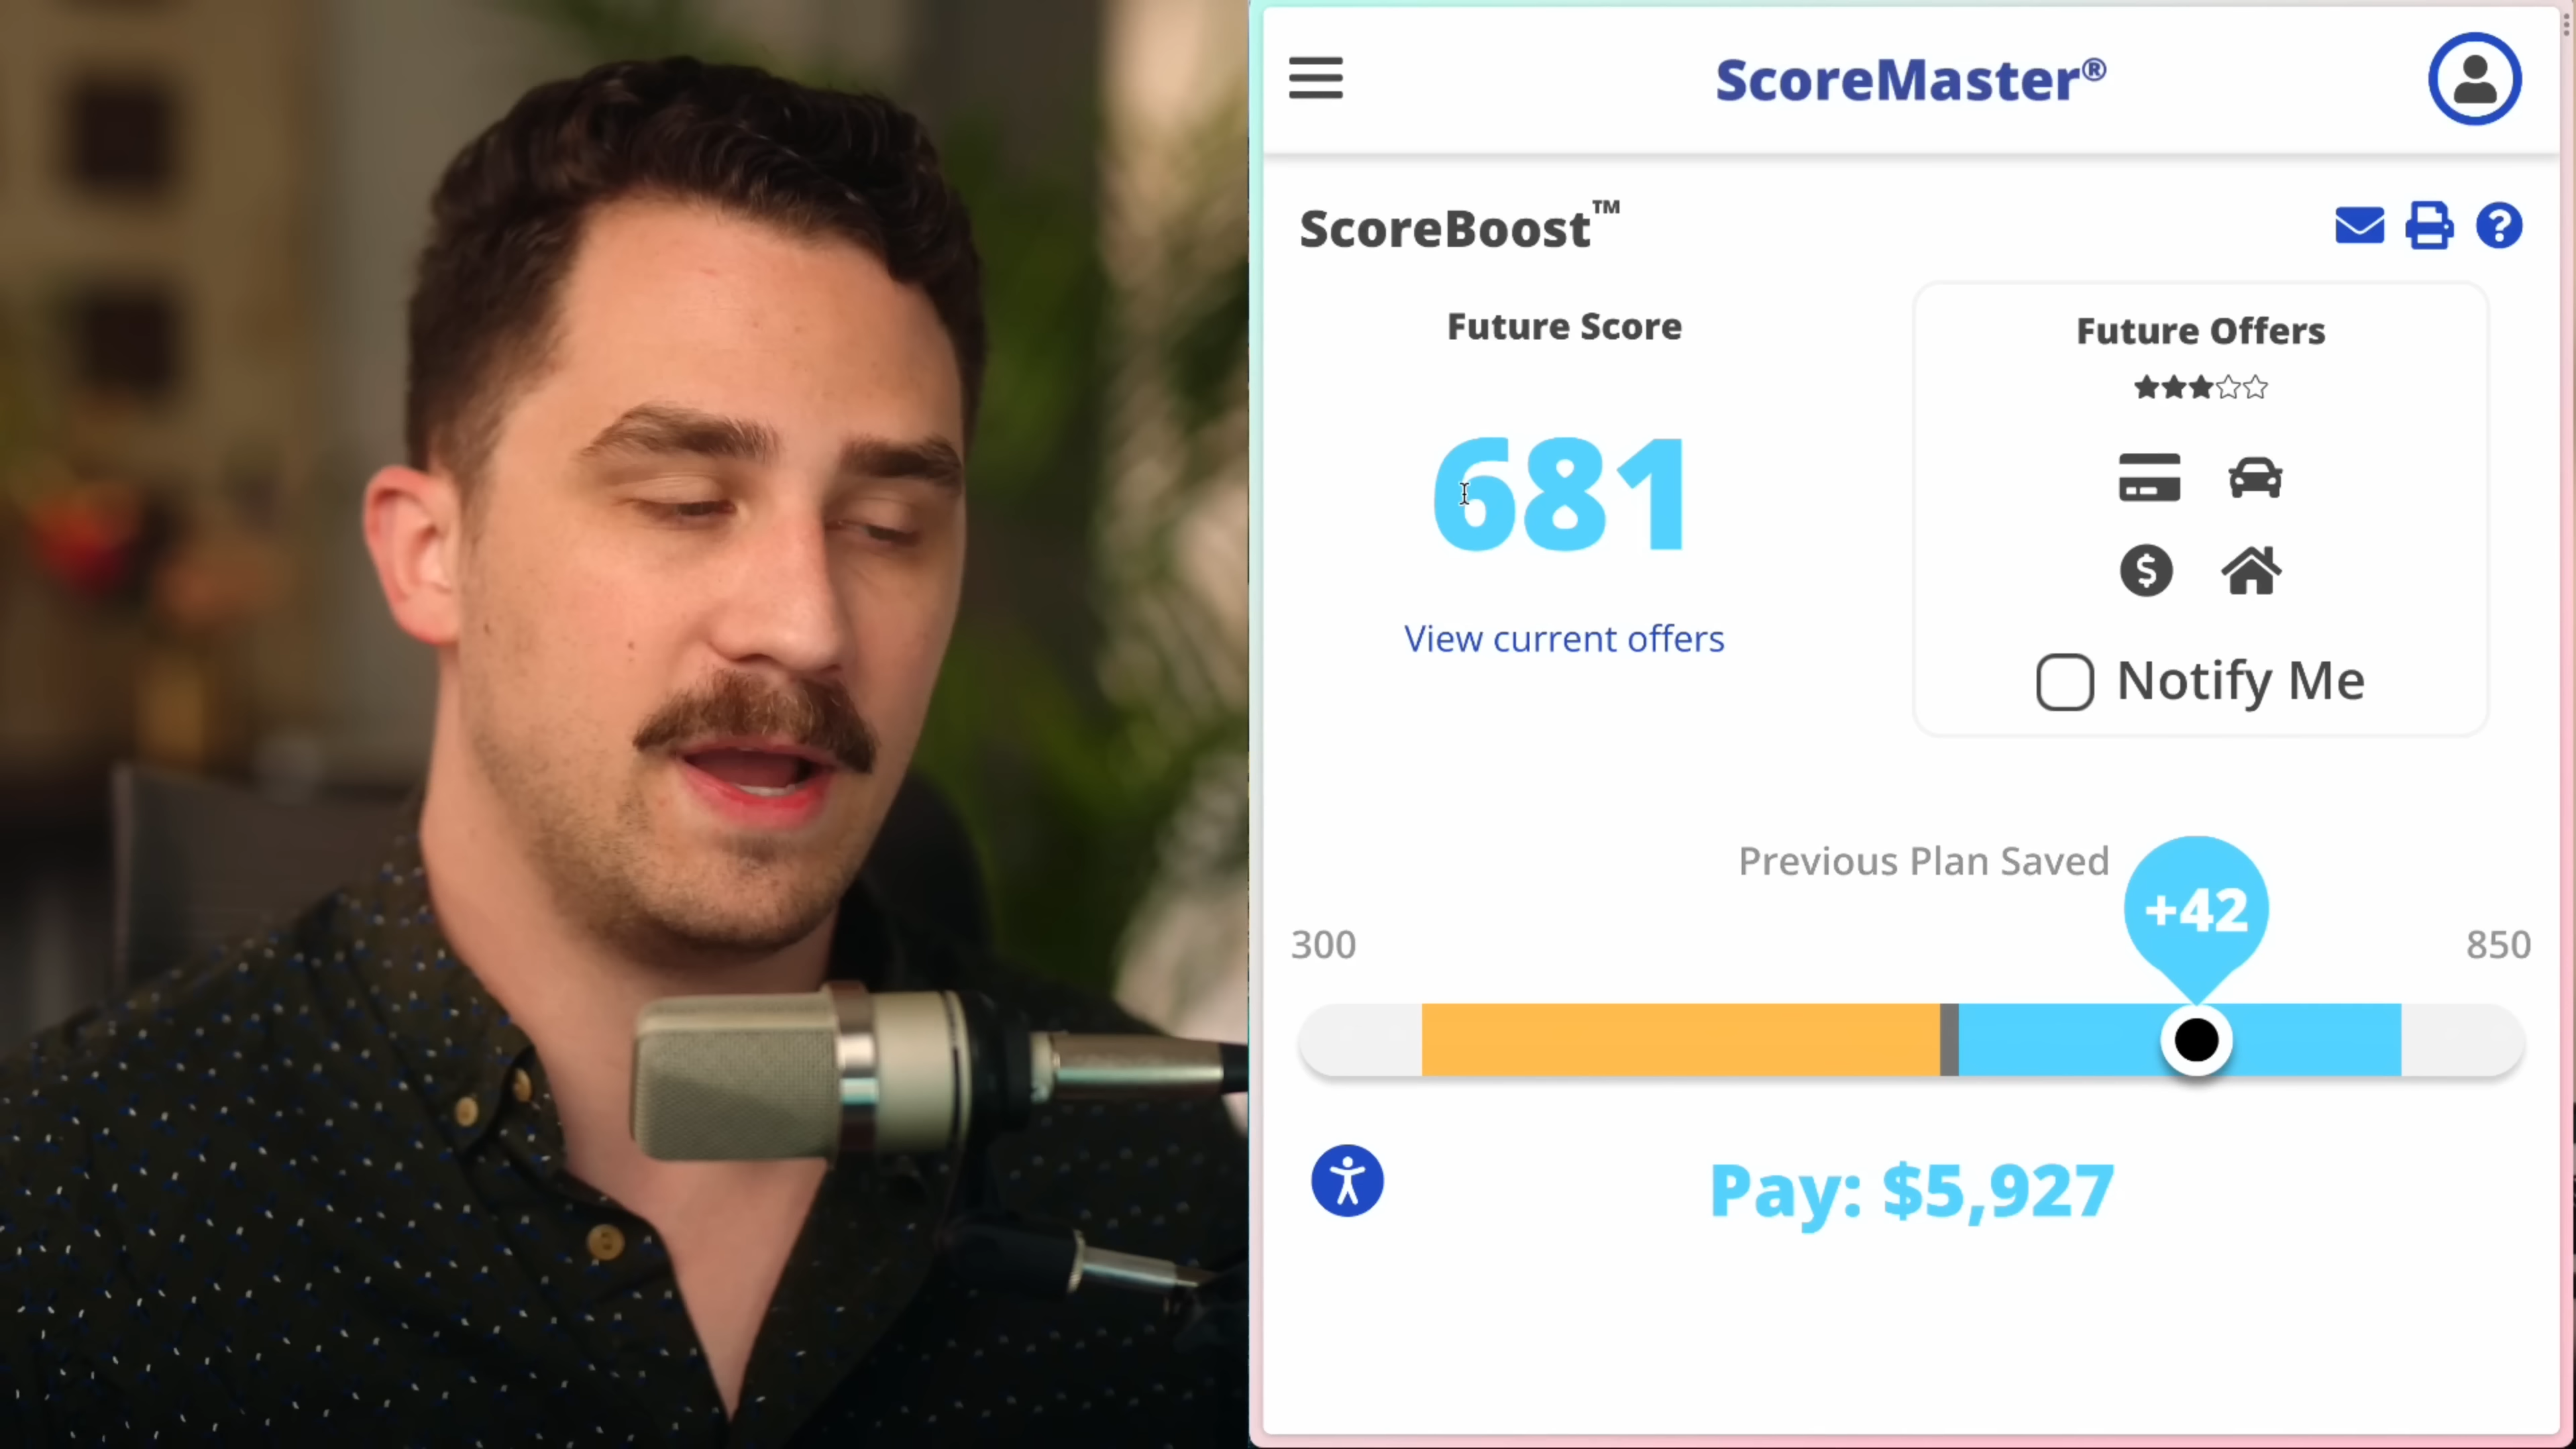 ScoreMaster®
ScoreBoost™
Future Score
681
View current offers
Future Offers
Notify Me
Previous Plan Saved
+42
300
850
Pay: $5,927